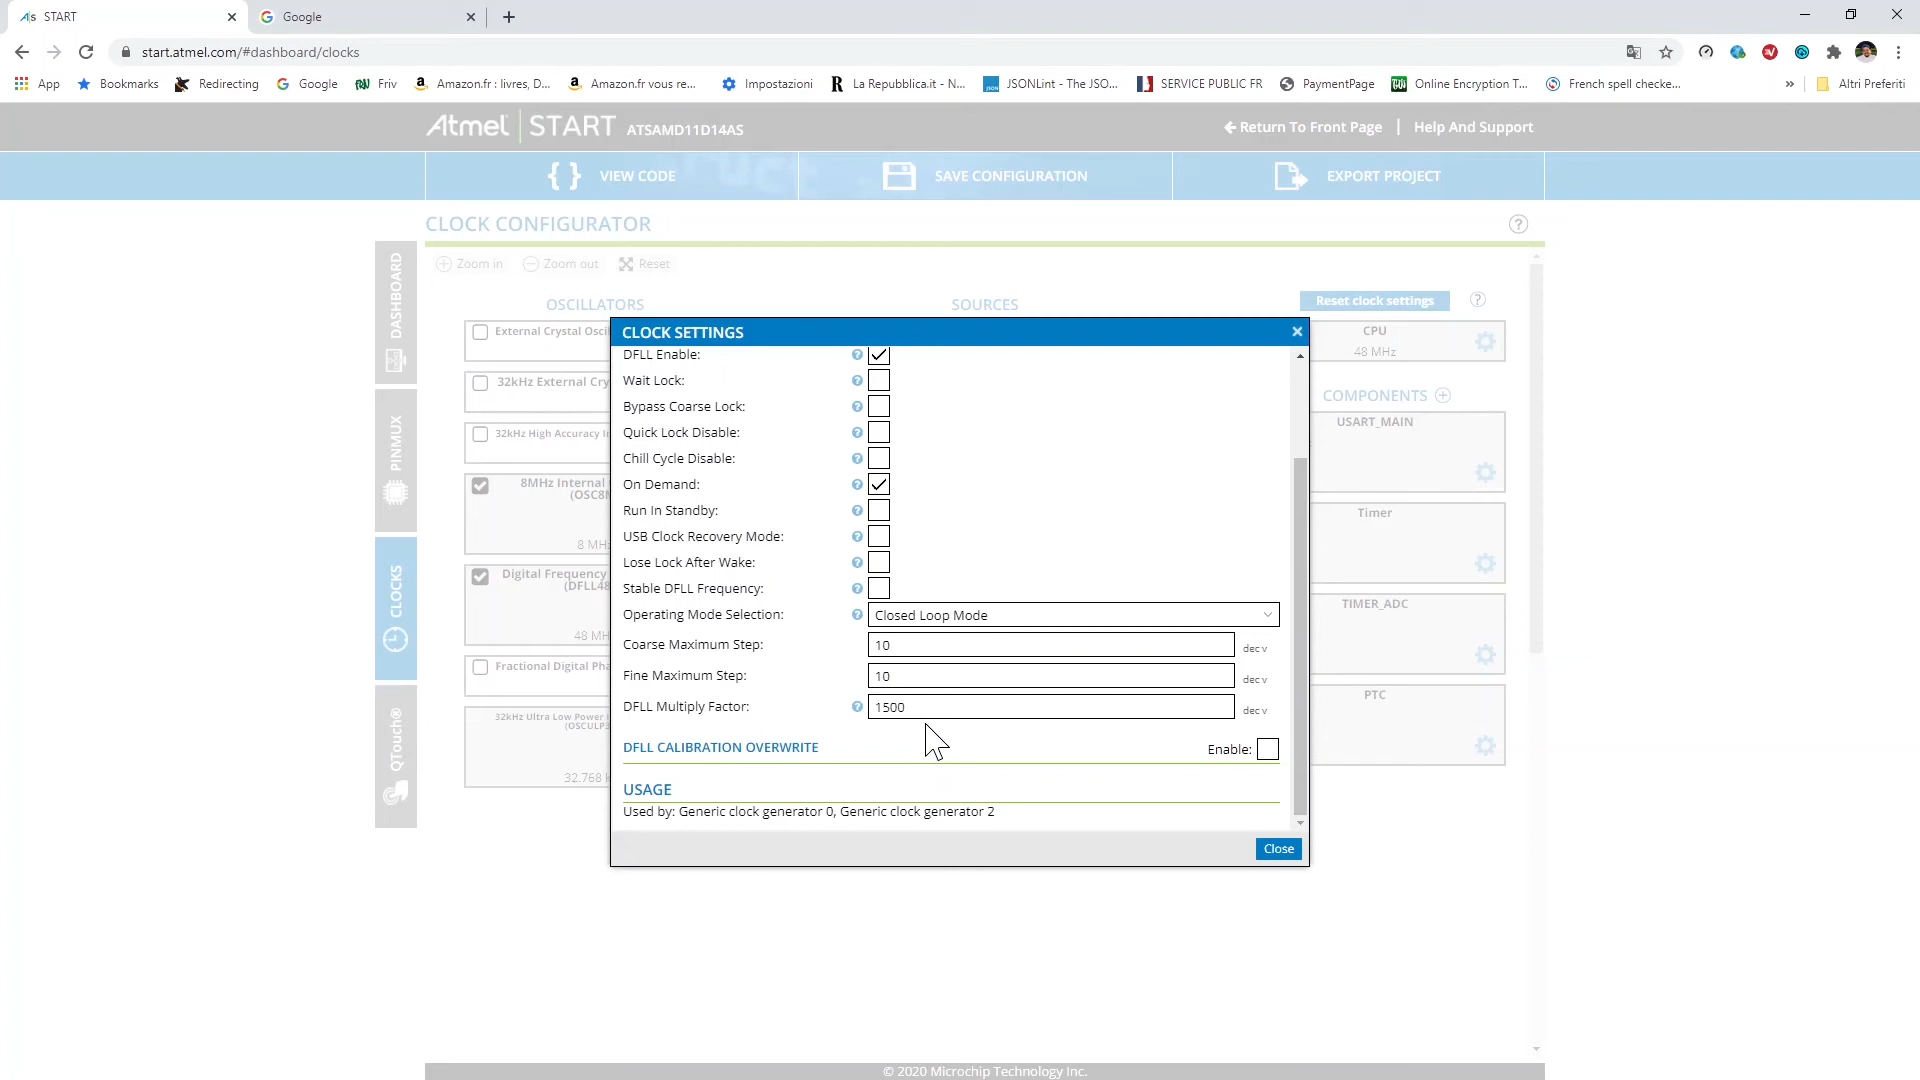 START
Google
start.atmel.com/#dashboard/clocks
App
Bookmarks
Redirecting
Google
Friv
Amazon.fr : livres, D...
Amazon.fr vous re...
Impostazioni
La Repubblica.it - N...
JSONLint - The JSO...
SERVICE PUBLIC FR
PaymentPage
Online Encryption T...
French spell checke...
»
Altri Preferiti
Atmel START ATSAMD11D14AS
Return To Front Page | Help And Support
{ } VIEW CODE
SAVE CONFIGURATION
EXPORT PROJECT
CLOCK CONFIGURATOR
DASHBOARD
PINMUX
CLOCKS
QTouch®
Zoom in
Zoom out
Reset
OSCILLATORS
SOURCES
Reset clock settings
External Crystal Osci
32kHz External Cry
32kHz High Accuracy I
8MHz Internal
(OSC8M
8 MHz
Digital Frequency
(DFLL48
48 MH
Fractional Digital Pha
32kHz Ultra Low Power
(OSCULP3
32.768 k
CLOCK SETTINGS
DFLL Enable:
Wait Lock:
Bypass Coarse Lock:
Quick Lock Disable:
Chill Cycle Disable:
On Demand:
Run In Standby:
USB Clock Recovery Mode:
Lose Lock After Wake:
Stable DFLL Frequency:
Operating Mode Selection: Closed Loop Mode
Coarse Maximum Step: 10 dec v
Fine Maximum Step: 10 dec v
DFLL Multiply Factor: 1500 dec v
DFLL CALIBRATION OVERWRITE Enable:
USAGE
Used by: Generic clock generator 0, Generic clock generator 2
Close
CPU
48 MHz
COMPONENTS
USART_MAIN
Timer
TIMER_ADC
PTC
© 2020 Microchip Technology Inc.